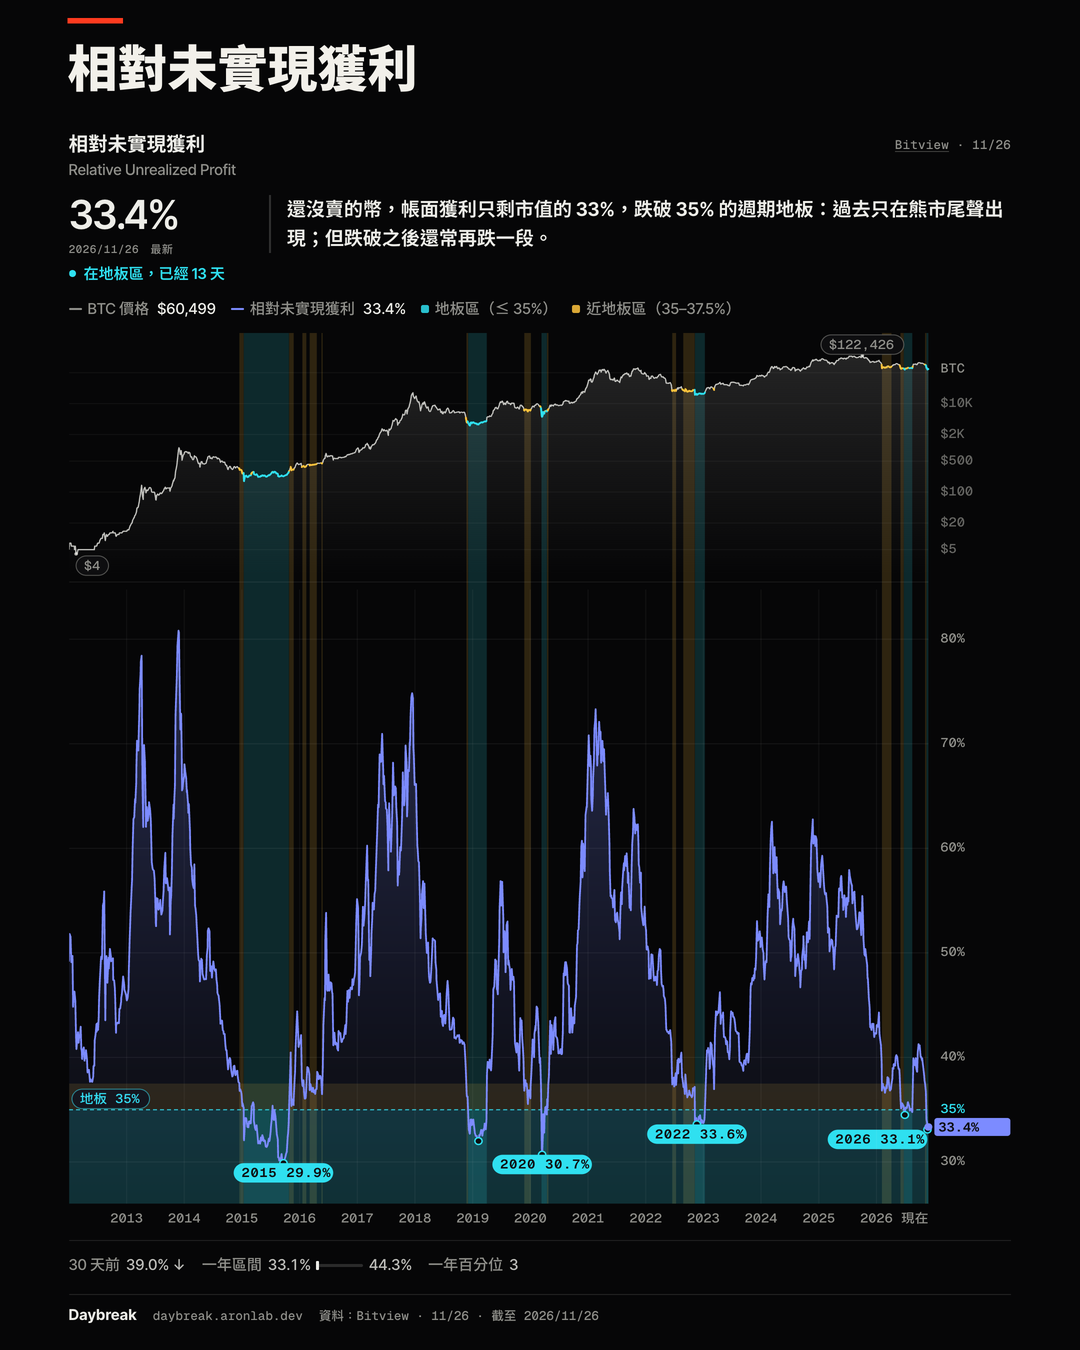 相對未實現獲利
相對未實現獲利
Bitview · 11/26
Relative Unrealized Profit
33.4%
2026/11/26 最新
還沒賣的幣，帳面獲利只剩市值的 33%，跌破 35% 的週期地板：過去只在熊市尾聲出
現；但跌破之後還常再跌一段。
在地板區，已經 13 天
BTC 價格 $60,499 相對未實現獲利 33.4% 地板區（≤ 35%） 近地板區（35–37.5%）
$122,426
BTC
$10K
$2K
$500
$100
$20
$5
$4
80%
70%
60%
50%
40%
地板 35%
35%
33.4%
2022 33.6%
2026 33.1%
2020 30.7%
30%
2015 29.9%
2013 2014 2015 2016 2017 2018 2019 2020 2021 2022 2023 2024 2025 2026 現在
30 天前 39.0% ↓ 一年區間 33.1% 44.3% 一年百分位 3
Daybreak daybreak.aronlab.dev 資料：Bitview · 11/26 · 截至 2026/11/26